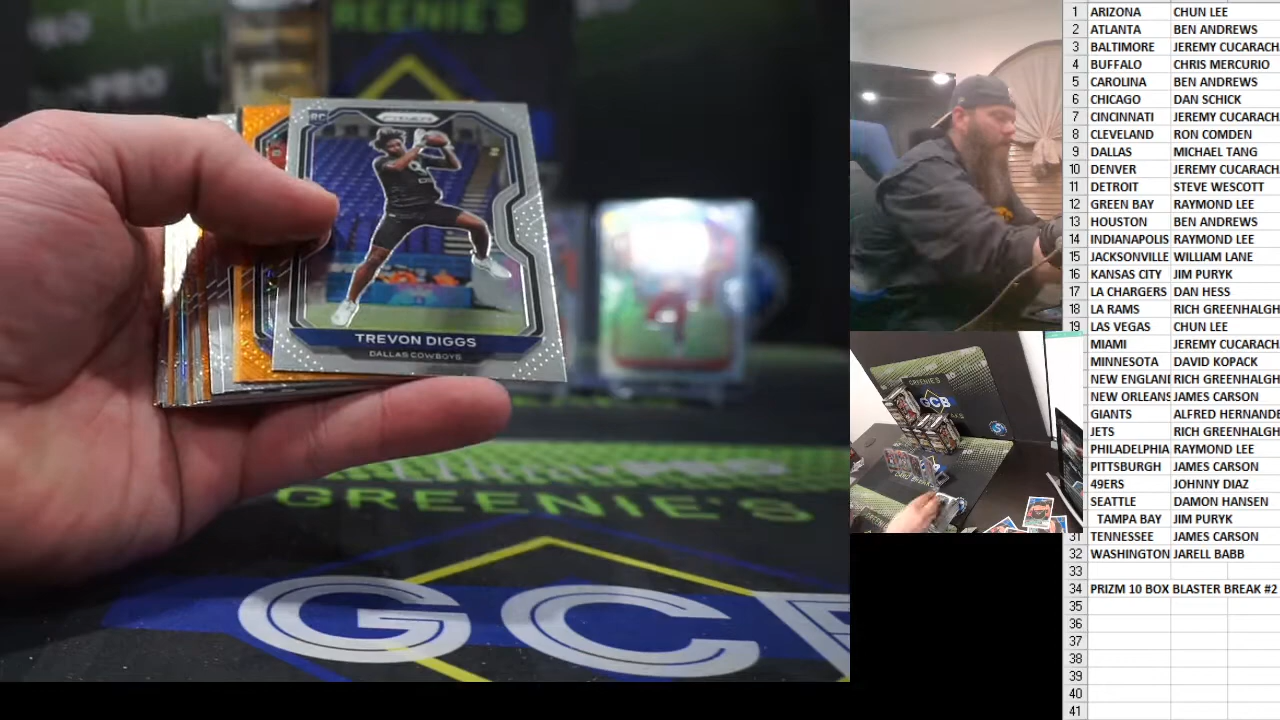 GREENIE'S
PRO
RC
PRIZM
TREVON DIGGS
DALLAS COWBOYS
GREENIE'S
GCB
GREENIE'S
GCB
1 ARIZONA CHUN LEE
2 ATLANTA BEN ANDREWS
3 BALTIMORE JEREMY CUCARACH
4 BUFFALO CHRIS MERCURIO
5 CAROLINA BEN ANDREWS
6 CHICAGO DAN SCHICK
7 CINCINNATI JEREMY CUCARACH
8 CLEVELAND RON COMDEN
9 DALLAS MICHAEL TANG
10 DENVER JEREMY CUCARACH
11 DETROIT STEVE WESCOTT
12 GREEN BAY RAYMOND LEE
13 HOUSTON BEN ANDREWS
14 INDIANAPOLIS RAYMOND LEE
15 JACKSONVILLE WILLIAM LANE
16 KANSAS CITY JIM PURYK
17 LA CHARGERS DAN HESS
18 LA RAMS RICH GREENHALGH
19 LAS VEGAS CHUN LEE
MIAMI JEREMY CUCARACH
MINNESOTA DAVID KOPACK
NEW ENGLAND RICH GREENHALGH
NEW ORLEANS JAMES CARSON
GIANTS ALFRED HERNANDE
JETS RICH GREENHALGH
PHILADELPHIA RAYMOND LEE
PITTSBURGH JAMES CARSON
49ERS JOHNNY DIAZ
SEATTLE DAMON HANSEN
TAMPA BAY JIM PURYK
31 TENNESSEE JAMES CARSON
32 WASHINGTON JARELL BABB
33
34 PRIZM 10 BOX BLASTER BREAK #2
35
36
37
38
39
40
41